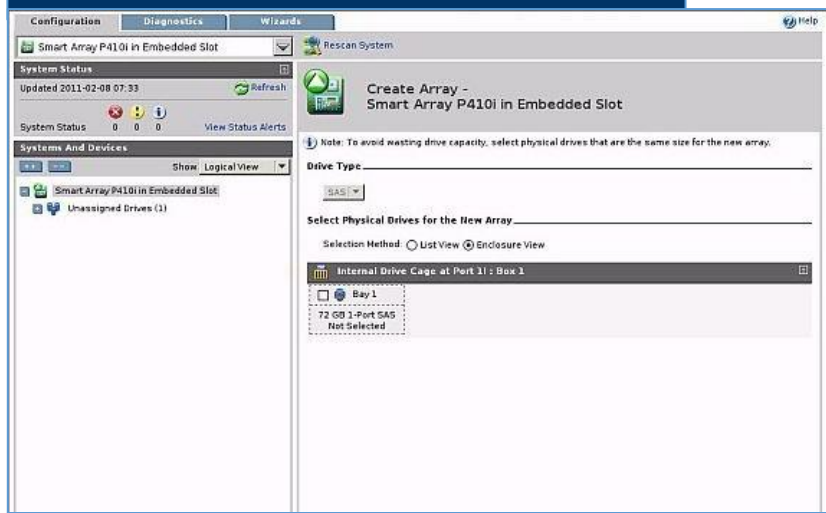 Configuration Diagnostics Wizards
Help
Smart Array P410i in Embedded Slot
Rescan System
System Status
Updated 2011-02-08 07:33 Refresh
System Status 0 0 0 View Status Alerts
Systems And Devices
Show Logical View
Smart Array P410i in Embedded Slot
Unassigned Drives (1)
Create Array -
Smart Array P410i in Embedded Slot
Note: To avoid wasting drive capacity, select physical drives that are the same size for the new array.
Drive Type
SAS
Select Physical Drives for the New Array
Selection Method: List View Enclosure View
Internal Drive Cage at Port 1I : Box 1
Bay 1
72 GB 1-Port SAS
Not Selected